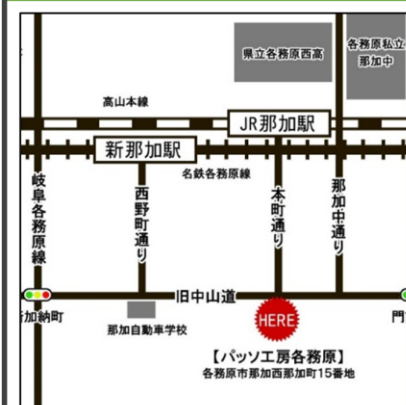 県立各務原西高
各務原私立
那加中
高山本線
JR那加駅
新那加駅
名鉄各務原線
岐阜各務原線
西野町通り
本町通り
那加中通り
旧中山道
加納町
門
那加自動車学校
HERE
【パッソ工房各務原】
各務原市那加西那加町15番地